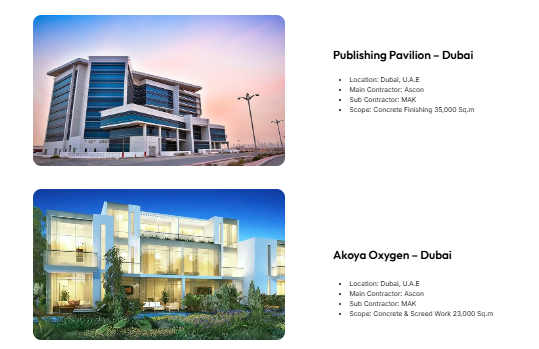 Publishing Pavilion – Dubai
• Location: Dubai, U.A.E
• Main Contractor: Ascon
• Sub Contractor: MAK
• Scope: Concrete Finishing 35,000 Sq.m
Akoya Oxygen – Dubai
• Location: Dubai, U.A.E
• Main Contractor: Ascon
• Sub Contractor: MAK
• Scope: Concrete & Screed Work 23,000 Sq.m